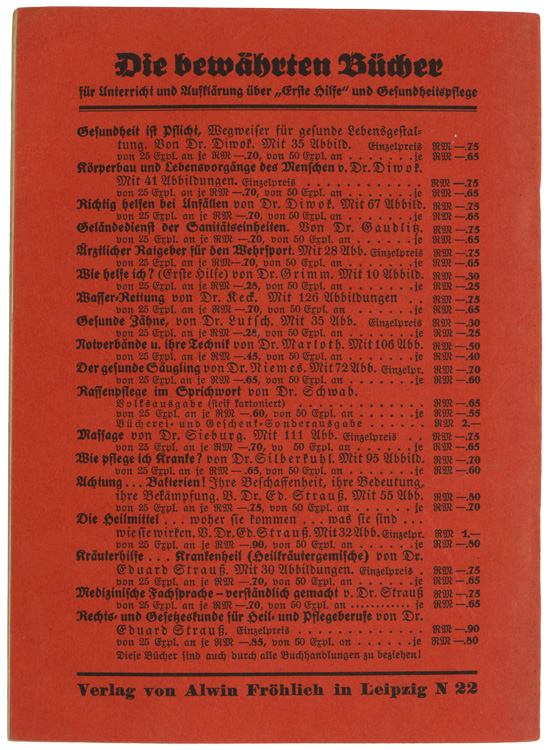 Die bewährten Bücher
für Unterricht und Aufklärung über „Erste Hilfe“ und Gesundheitspflege
Gesundheit ist Pflicht, Wegweiser für gesunde Lebensgestal-
tung. Von Dr. Diwok. Mit 35 Abbild. Einzelpreis RM —.75
von 25 Expl. an je RM —.70, von 50 Expl. an . . . . . . . je RM —.65
Körperbau und Lebensvorgänge des Menschen v. Dr. Diwok.
Mit 41 Abbildungen. Einzelpreis . . . . . . . . . . . . RM —.75
von 25 Expl. an je RM —.70, von 50 Expl. an . . . . . . . je RM —.65
Richtig helfen bei Unfällen von Dr. Diwok. Mit 67 Abbild. RM —.75
von 25 Expl. an je RM —.70, von 50 Expl. an . . . . . . . je RM —.65
Geländedienst der Sanitätseinheiten. Von Dr. Gaudlitz. RM —.75
von 25 Expl. an je RM —.70, von 50 Expl. an . . . . . . . je RM —.65
Ärztlicher Ratgeber für den Wehrsport. Mit 28 Abb. Einzelpr. RM —.75
von 25 Expl. an je RM —.70, von 50 Expl. an . . . . . . . je RM —.65
Wie helfe ich? (Erste Hilfe) von Dr. Grimm. Mit 10 Abbild. RM —.30
von 25 Expl. an je RM —.28, von 50 Expl. an . . . . . . . je RM —.25
Wasser-Rettung von Dr. Keck. Mit 126 Abbildungen . . RM —.75
von 25 Expl. an je RM —.70, von 50 Expl. an . . . . . . . je RM —.65
Gesunde Zähne, von Dr. Lutsch. Mit 35 Abb. Einzelpreis RM —.30
von 25 Expl. an je RM —.28, von 50 Expl. an . . . . . . . je RM —.25
Notverbände u. ihre Technik von Dr. Marloth. Mit 106 Abb. RM —.50
von 25 Expl. an je RM —.45, von 50 Expl. an . . . . . . . je RM —.40
Der gesunde Säugling von Dr. Niemes. Mit 72 Abb. Einzelpr. RM —.70
von 25 Expl. an je RM —.65, von 50 Expl. an . . . . . . . je RM —.60
Rassenpflege im Sprichwort von Dr. Schwab.
Volksausgabe (steif kartoniert) . . . . . . . . . . . . RM —.65
von 25 Expl. an je RM —.60, von 50 Expl. an . . . . . . . je RM —.55
Bücherei- und Geschenk-Sonderausgabe . . . . . . RM 2.—
Massage von Dr. Sieburg. Mit 111 Abb. Einzelpreis . . RM —.75
von 25 Expl. an je RM —.70, vo 50 Expl. an . . . . . . . je RM —.65
Wie pflege ich Kranke? von Dr. Silberkuhl. Mit 95 Abbild. RM —.70
von 25 Expl. an je RM —.65, von 50 Expl. an . . . . . . . je RM —.60
Achtung . . . Bakterien! Ihre Beschaffenheit, ihre Bedeutung,
ihre Bekämpfung. V. Dr. Ed. Strauß. Mit 55 Abb. RM —.80
von 25 Expl. an je RM —.75, von 50 Expl. an . . . . . . . je RM —.70
Die Heilmittel . . . woher sie kommen . . . was sie sind . . .
wie sie wirken. V. Dr. Ed. Strauß. Mit 32 Abb. Einzelpr. RM 1.—
von 25 Expl. an je RM —.90, von 50 Expl. an . . . . . . . je RM —.80
Kräuterhilfe . . . Krankenheil (Heilkräutergemische) von Dr.
Eduard Strauß. Mit 30 Abbildungen. Einzelpreis . RM —.75
von 25 Expl. an je RM —.70, von 50 Expl. an . . . . . . . je RM —.65
Medizinische Fachsprache – verständlich gemacht v. Dr. Strauß RM —.75
von 25 Expl. an je RM —.70, von 50 Expl. an . . . . . . . je RM —.65
Rechts- und Gesetzeskunde für Heil- und Pflegeberufe von Dr.
Eduard Strauß. Einzelpreis . . . . . . . . . . . . RM —.90
von 25 Expl. an je RM —.85, von 50 Expl. an . . . . . . . je RM —.80
Diese Bücher sind auch durch alle Buchhandlungen zu beziehen!
Verlag von Alwin Fröhlich in Leipzig N 22